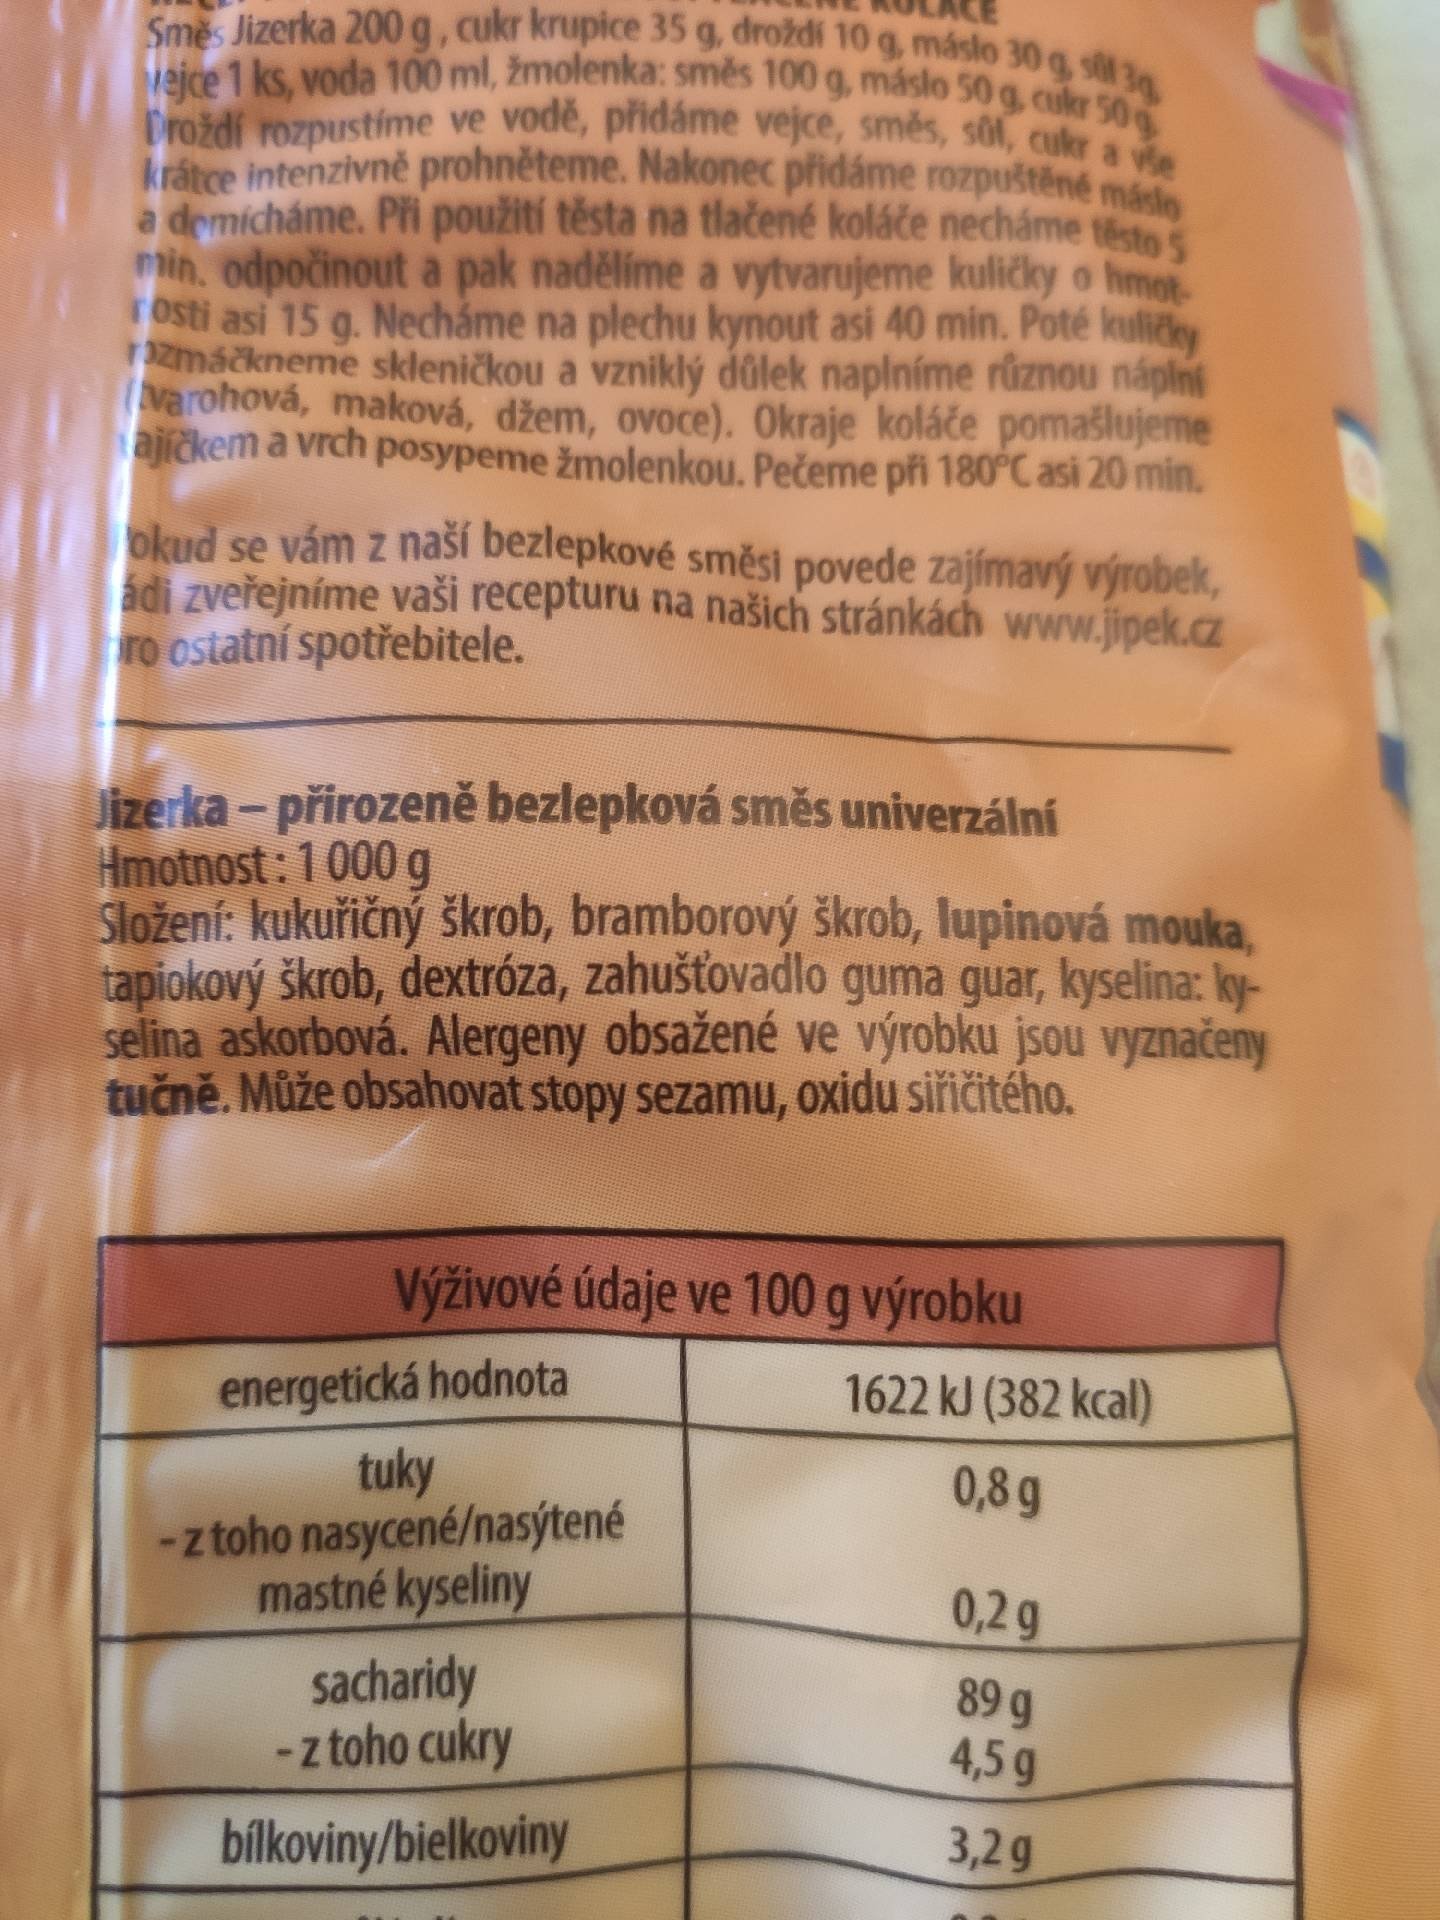 KOLÁČE
Směs Jizerka 200 g, cukr krupice 35 g, droždí 10 g, máslo 30 g, sůl 3g,
vejce 1 ks, voda 100 ml, žmolenka: směs 100 g, máslo 50 g, cukr 50 g.
Droždí rozpustíme ve vodě, přidáme vejce, směs, sůl, cukr a vše
krátce intenzivně prohněteme. Nakonec přidáme rozpuštěné máslo
a domícháme. Při použití těsta na tlačené koláče necháme těsto 5
min. odpočinout a pak nadělíme a vytvarujeme kuličky o hmot-
nosti asi 15 g. Necháme na plechu kynout asi 40 min. Poté kuličky
rozmáčkneme skleničkou a vzniklý důlek naplníme různou náplní
(tvarohová, maková, džem, ovoce). Okraje koláče pomašlujeme
vajíčkem a vrch posypeme žmolenkou. Pečeme při 180°C asi 20 min.
Pokud se vám z naší bezlepkové směsi povede zajímavý výrobek,
rádi zveřejníme vaši recepturu na našich stránkách www.jipek.cz
pro ostatní spotřebitele.
Jizerka – přirozeně bezlepková směs univerzální
Hmotnost : 1 000 g
Složení: kukuřičný škrob, bramborový škrob, lupinová mouka,
tapiokový škrob, dextróza, zahušťovadlo guma guar, kyselina: ky-
selina askorbová. Alergeny obsažené ve výrobku jsou vyznačeny
tučně. Může obsahovat stopy sezamu, oxidu siřičitého.
Výživové údaje ve 100 g výrobku
energetická hodnota 1622 kJ (382 kcal)
tuky 0,8 g
- z toho nasycené/nasýtené
mastné kyseliny 0,2 g
sacharidy 89 g
- z toho cukry 4,5 g
bílkoviny/bielkoviny 3,2 g